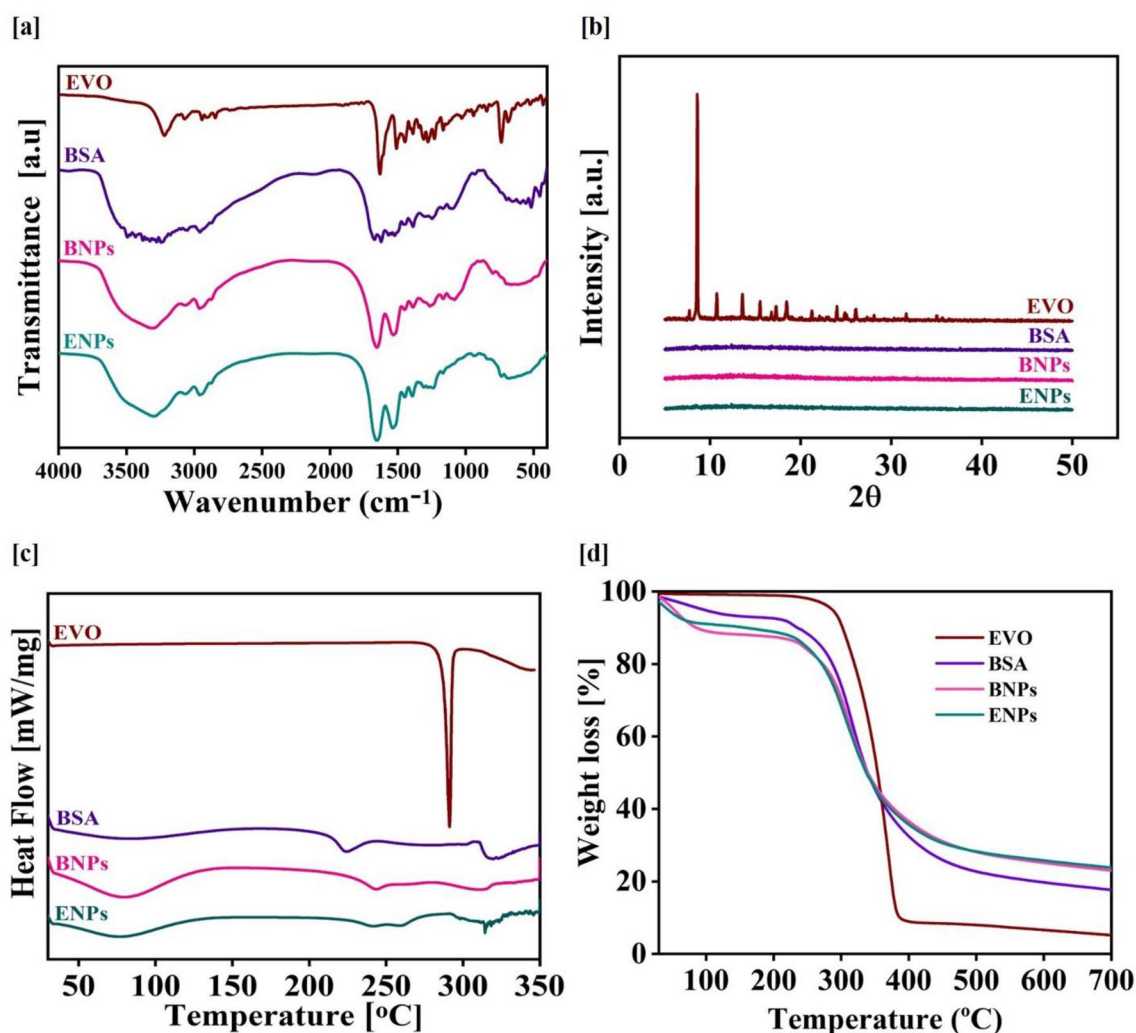 [a]
EVO
BSA
BNPs
ENPs
Transmittance [a.u]
4000 3500 3000 2000 1500 1000 500
Wavenumber (cm⁻¹)
[b]
EVO
BSA
BNPs
ENPs
Intensity [a.u.]
0 10 20 30 40 50
2θ
[c]
EVO
BSA
BNPs
ENPs
Heat Flow [mW/mg]
50 100 150 200 250 300 350
Temperature [ºC]
[d]
100
80
60
40
20
0
EVO
BSA
BNPs
ENPs
Weight loss [%]
100 200 300 400 500 600 700
Temperature (ºC)